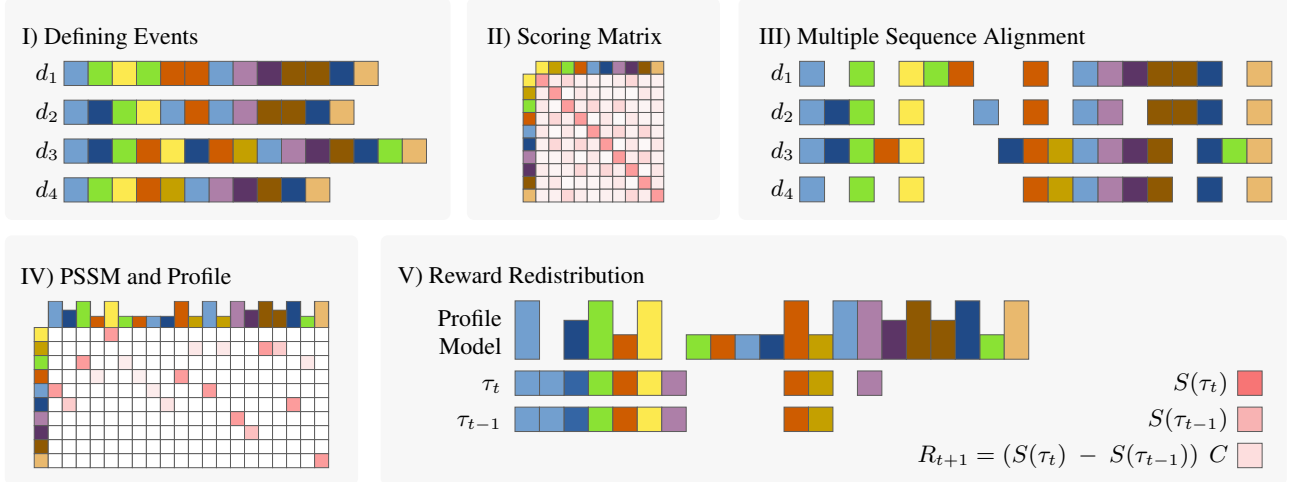 I) Defining Events
d₁
d₂
d₃
d₄
II) Scoring Matrix
III) Multiple Sequence Alignment
d₁
d₂
d₃
d₄
IV) PSSM and Profile
V) Reward Redistribution
Profile
Model
τₜ
τₜ₋₁
S(τₜ)
S(τₜ₋₁)
Rₜ₊₁ = (S(τₜ) − S(τₜ₋₁)) C